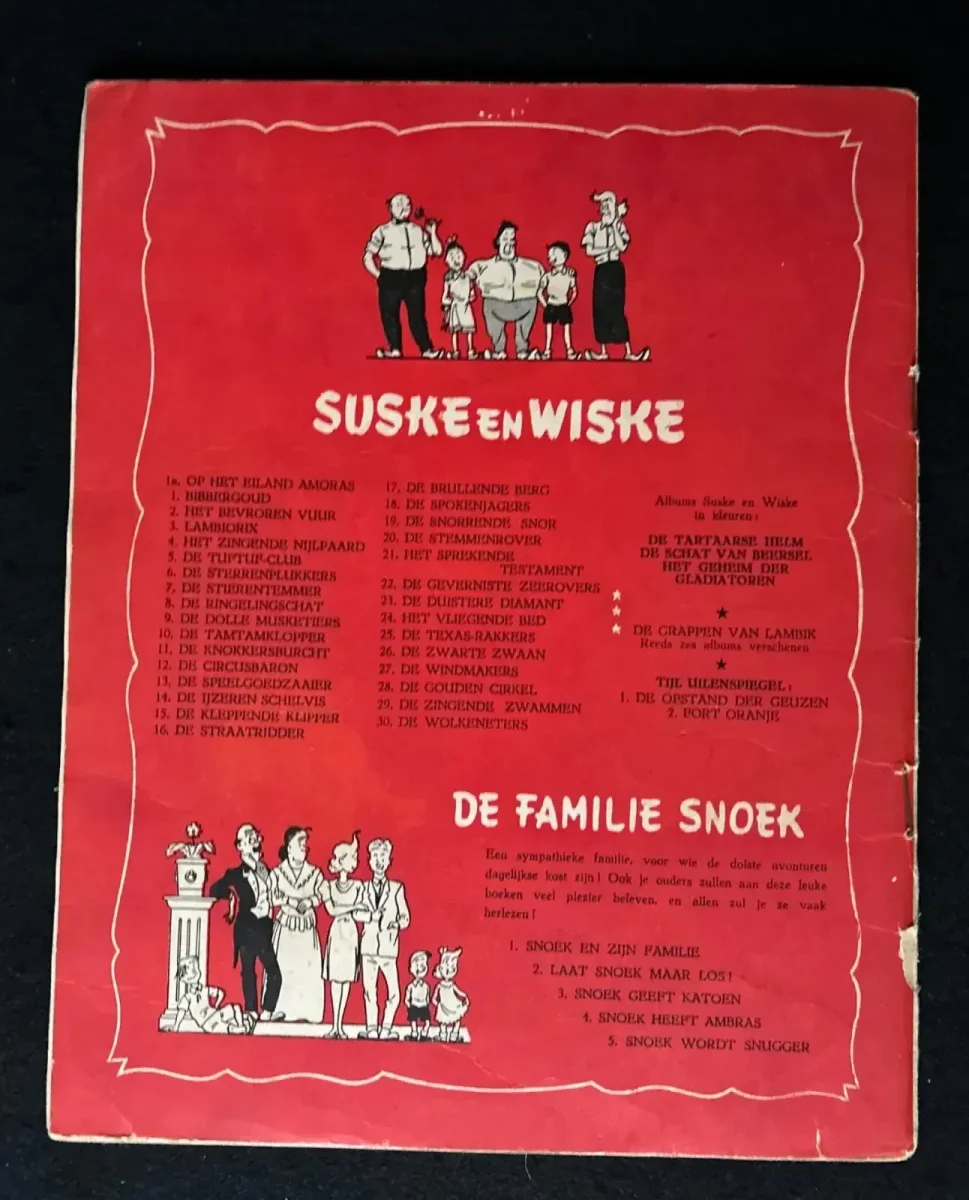 SUSKE EN WISKE
1a. OP HET EILAND AMORAS
1. BIBBERGOUD
2. HET BEVROREN VUUR
3. LAMBIORIX
4. HET ZINGENDE NIJLPAARD
5. DE TUFTUF-CLUB
6. DE STERRENPLUKKERS
7. DE STIERENTEMMER
8. DE RINGELINGSCHAT
9. DE DOLLE MUSKETIERS
10. DE TAMTAMKLOPPER
11. DE KNOKKERSBURCHT
12. DE CIRCUSBARON
13. DE SPEELGOEDZAAIER
14. DE IJZEREN SCHELVIS
15. DE KLEPPENDE KLIPPER
16. DE STRAATRIDDER
17. DE BRULLENDE BERG
18. DE SPOKENJAGERS
19. DE SNORRENDE SNOR
20. DE STEMMENROVER
21. HET SPREKENDE
TESTAMENT
22. DE GEVERNISTE ZEEROVERS
23. DE DUISTERE DIAMANT
24. HET VLIEGENDE BED
25. DE TEXAS-RAKKERS
26. DE ZWARTE ZWAAN
27. DE WINDMAKERS
28. DE GOUDEN CIRKEL
29. DE ZINGENDE ZWAMMEN
30. DE WOLKENETERS
Albums Suske en Wiske
in kleuren:
DE TARTAARSE HELM
DE SCHAT VAN BEERSEL
HET GEHEIM DER
GLADIATOREN
DE GRAPPEN VAN LAMBIK
Reeds zes albums verschenen
TIJL UILENSPIEGEL:
1. DE OPSTAND DER GEUZEN
2. FORT ORANJE
DE FAMILIE SNOEK
Een sympathieke familie, voor wie de dolste avonturen
dagelijkse kost zijn! Ook je ouders zullen aan deze leuke
boeken veel plezier beleven, en allen zul je ze vaak
herlezen!
1. SNOEK EN ZIJN FAMILIE
2. LAAT SNOEK MAAR LOS!
3. SNOEK GEEFT KATOEN
4. SNOEK HEEFT AMBRAS
5. SNOEK WORDT SNUGGER